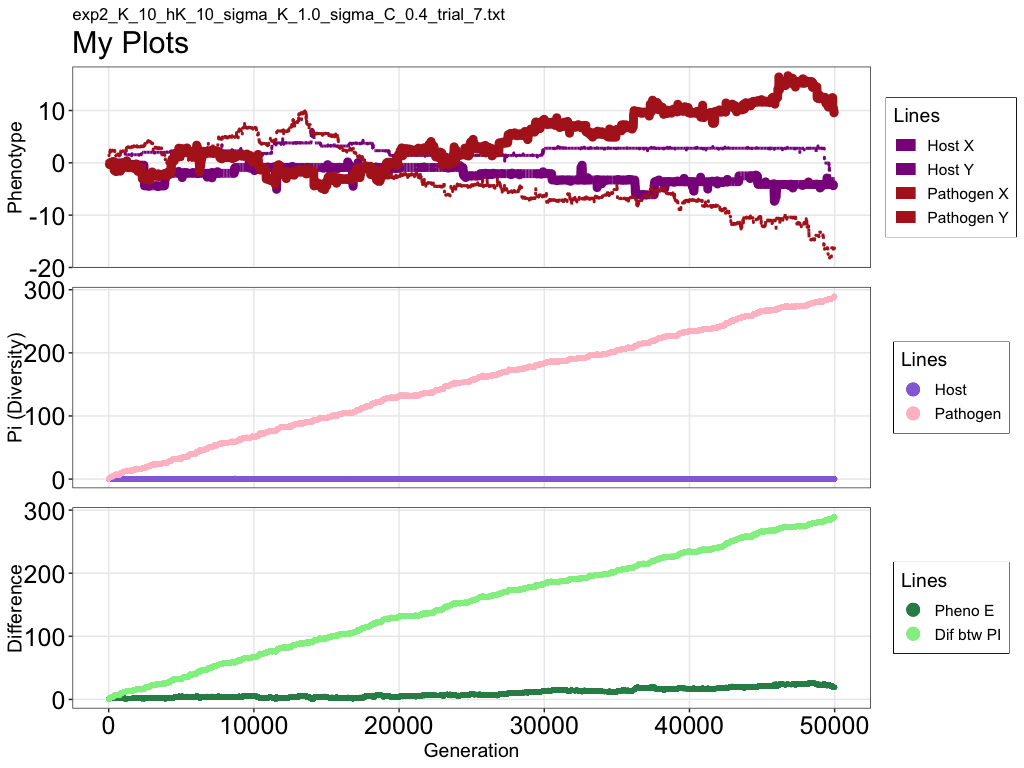 exp2_K_10_hK_10_sigma_K_1.0_sigma_C_0.4_trial_7.txt
My Plots
Phenotype
10
0
-10
-20
Lines
Host X
Host Y
Pathogen X
Pathogen Y
Pi (Diversity)
300
200
100
0
Lines
Host
Pathogen
Difference
300
200
100
0
Lines
Pheno E
Dif btw PI
0 10000 20000 30000 40000 50000
Generation